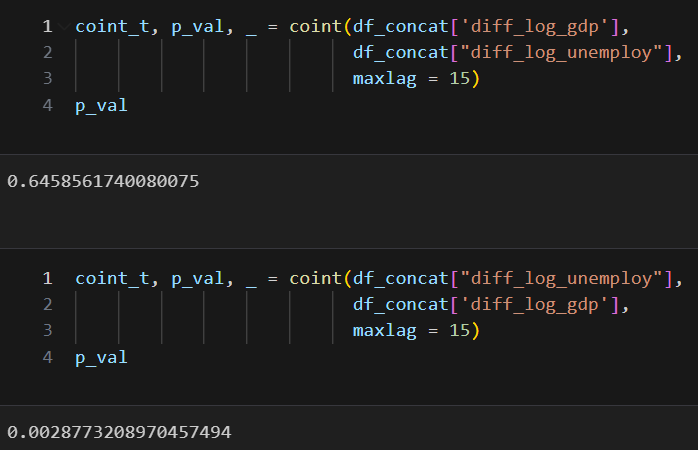 1 coint_t, p_val, _ = coint(df_concat['diff_log_gdp'],
2 df_concat["diff_log_unemploy"],
3 maxlag = 15)
4 p_val
0.6458561740080075
1 coint_t, p_val, _ = coint(df_concat["diff_log_unemploy"],
2 df_concat['diff_log_gdp'],
3 maxlag = 15)
4 p_val
0.0028773208970457494